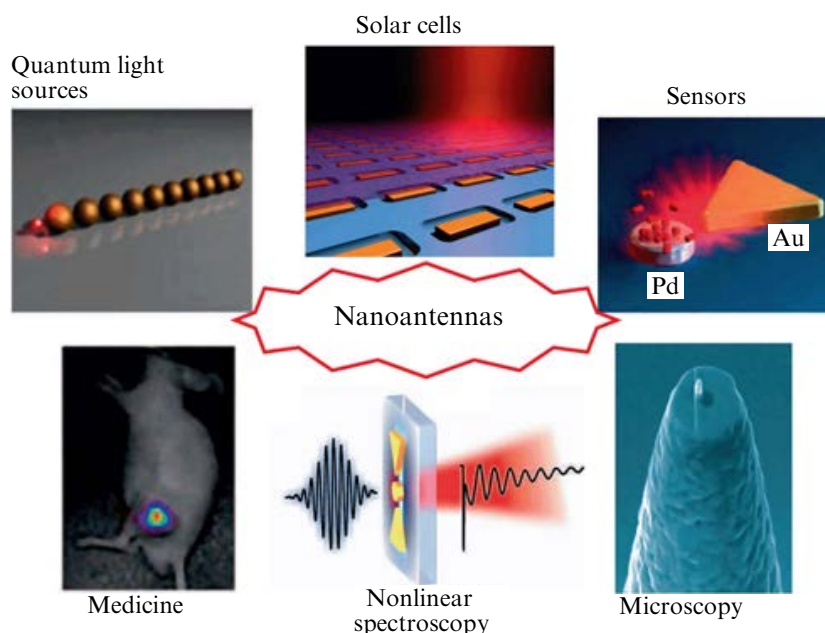 Solar cells
Quantum light
sources
Sensors
Au
Pd
Nanoantennas
Medicine
Nonlinear
spectroscopy
Microscopy